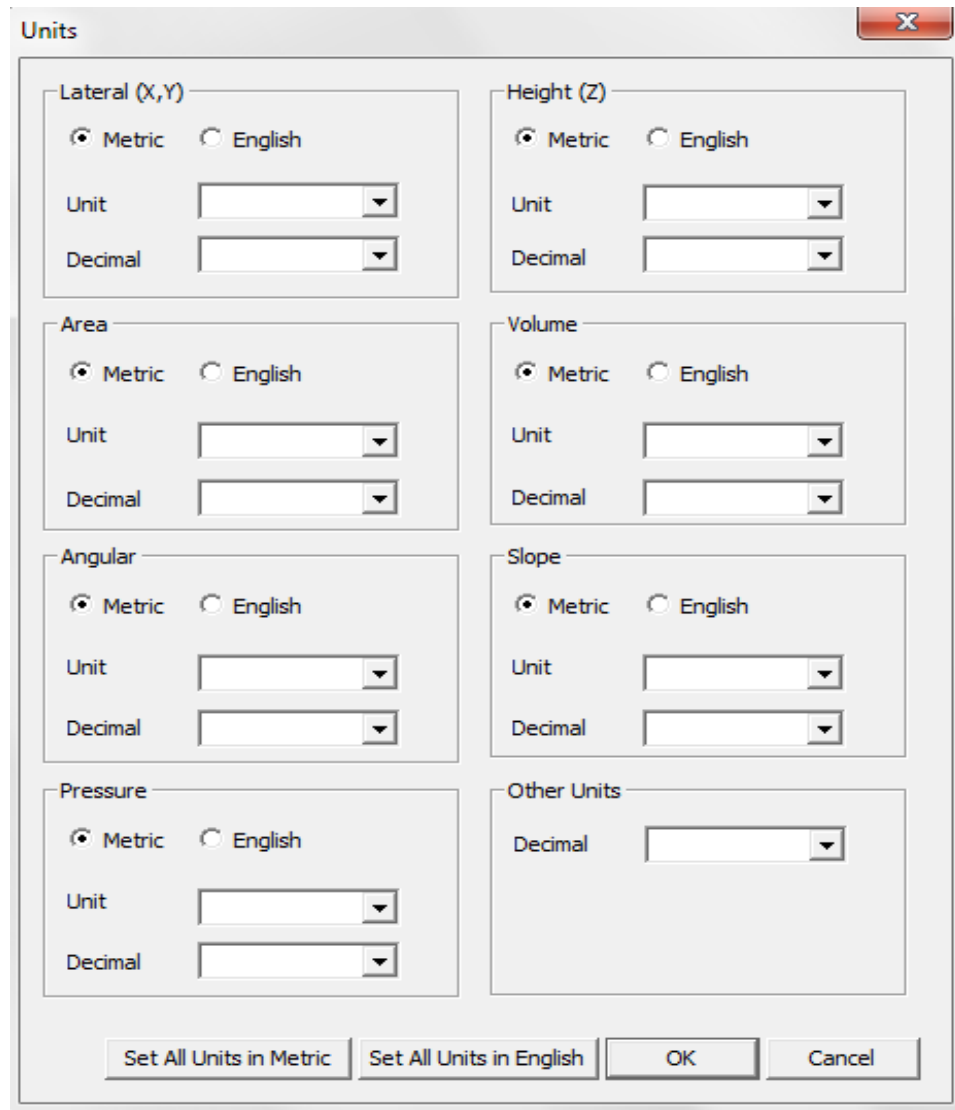 Units
Lateral (X,Y)
Metric English
Unit
Decimal
Height (Z)
Metric English
Unit
Decimal
Area
Metric English
Unit
Decimal
Volume
Metric English
Unit
Decimal
Angular
Metric English
Unit
Decimal
Slope
Metric English
Unit
Decimal
Pressure
Metric English
Unit
Decimal
Other Units
Decimal
Set All Units in Metric Set All Units in English OK Cancel